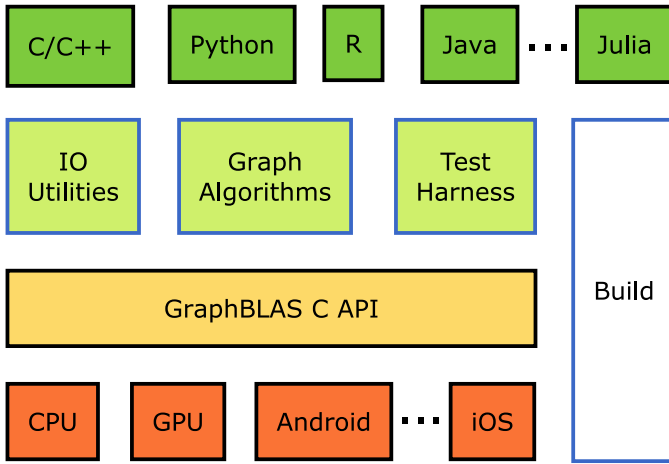 C/C++ Python R Java ... Julia
IO Utilities
Graph Algorithms
Test Harness
GraphBLAS C API
Build
CPU GPU Android ... iOS